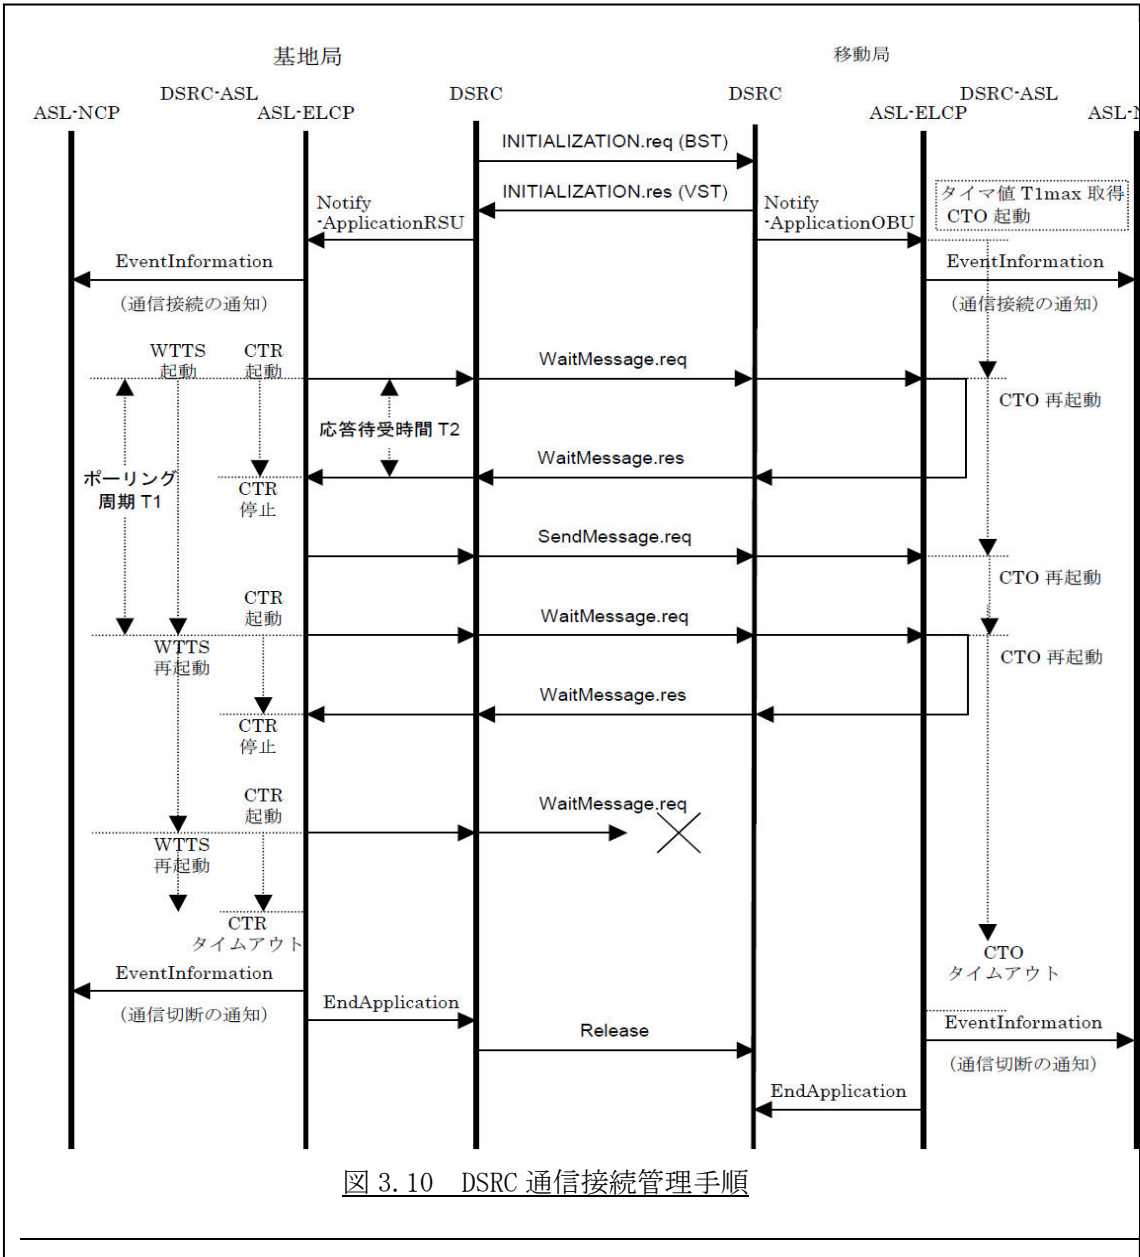 基地局
移動局
DSRC-ASL
DSRC
DSRC
DSRC-ASL
ASL-NCP
ASL-ELCP
ASL-ELCP
ASL-N
INITIALIZATION.req (BST)
INITIALIZATION.res (VST)
タイマ値 T1max 取得
CTO 起動
Notify
-ApplicationRSU
Notify
-ApplicationOBU
EventInformation
(通信接続の通知)
EventInformation
(通信接続の通知)
WTTS
起動
CTR
起動
WaitMessage.req
CTO 再起動
応答待受時間 T2
ポーリング
周期 T1
WaitMessage.res
CTR
停止
SendMessage.req
CTO 再起動
CTR
起動
WaitMessage.req
WTTS
再起動
CTO 再起動
WaitMessage.res
CTR
停止
CTR
起動
WaitMessage.req
WTTS
再起動
CTR
タイムアウト
CTO
タイムアウト
EventInformation
(通信切断の通知)
EndApplication
Release
EventInformation
(通信切断の通知)
EndApplication
図 3.10 DSRC 通信接続管理手順